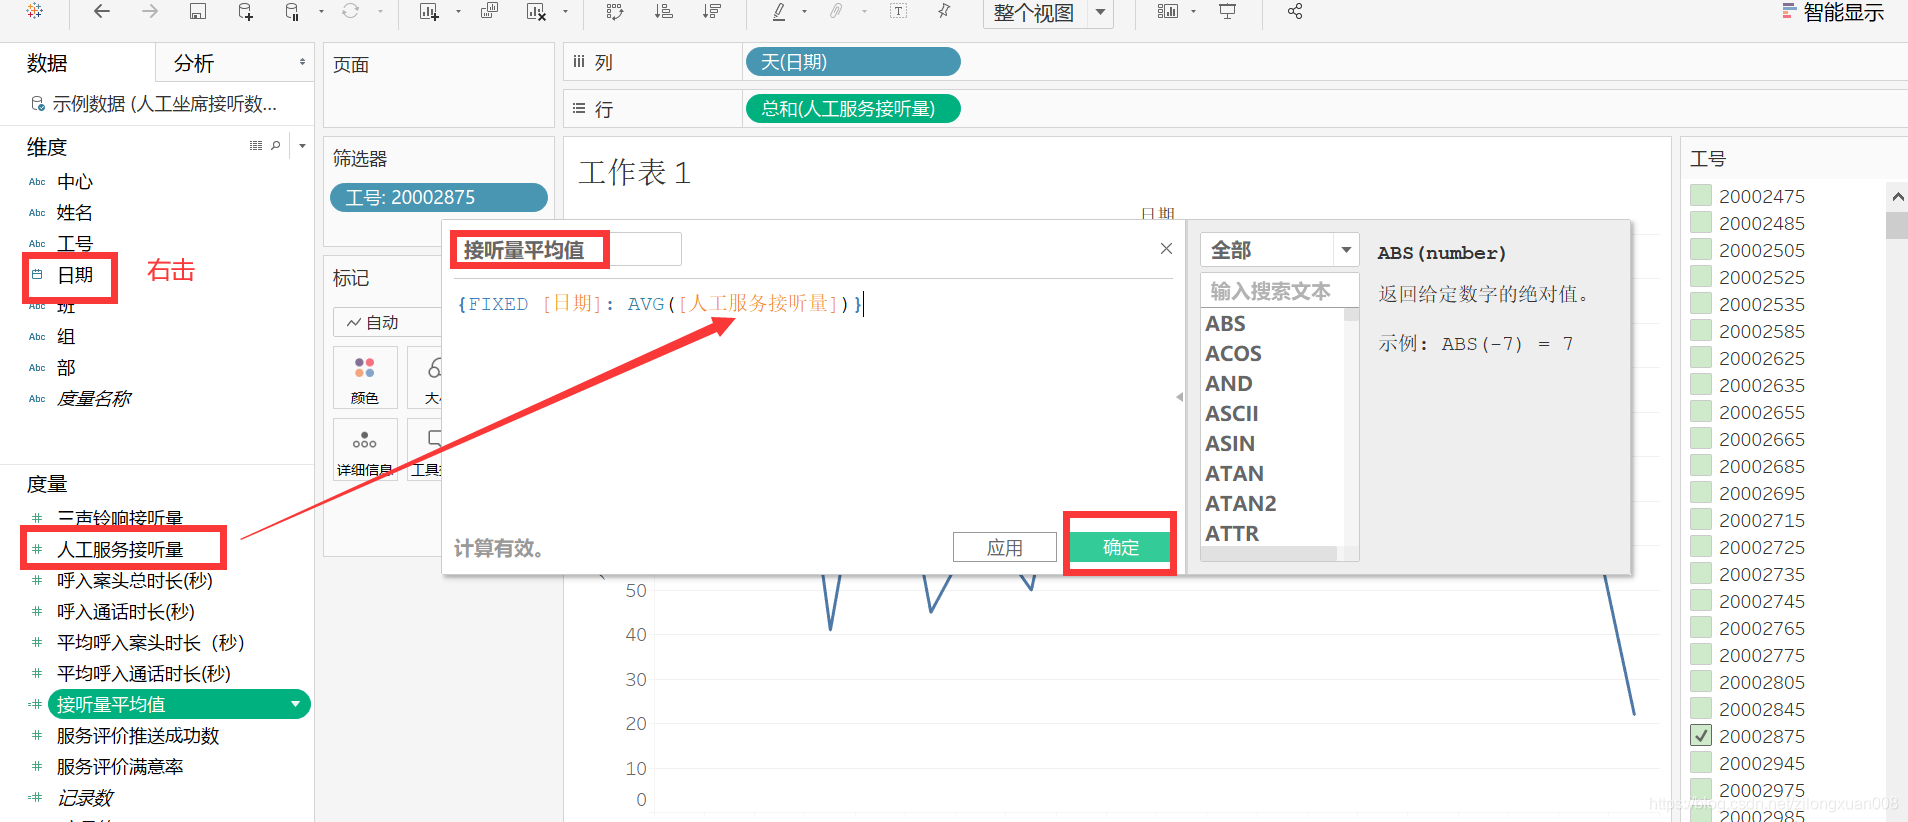 整个视图
智能显示
数据
分析
示例数据 (人工坐席接听数...
维度
Abc 中心
Abc 姓名
Abc 工号
日期
右击
Abc 班
Abc 组
Abc 部
Abc 度量名称
度量
# 三声铃响接听量
# 人工服务接听量
# 呼入案头总时长(秒)
# 呼入通话时长(秒)
# 平均呼入案头时长（秒)
# 平均呼入通话时长(秒)
=# 接听量平均值
# 服务评价推送成功数
# 服务评价满意率
=# 记录数
页面
筛选器
工号: 20002875
标记
自动
颜色
详细信息
列
天(日期)
行
总和(人工服务接听量)
工作表 1
日期
接听量平均值
{FIXED [日期]: AVG([人工服务接听量])}
计算有效。
应用
确定
全部
输入搜索文本
ABS
ACOS
AND
ASCII
ASIN
ATAN
ATAN2
ATTR
ABS(number)
返回给定数字的绝对值。
示例: ABS(-7) = 7
50
40
30
20
10
0
工号
20002475
20002485
20002505
20002525
20002535
20002585
20002625
20002635
20002655
20002665
20002685
20002695
20002715
20002725
20002735
20002745
20002765
20002775
20002805
20002845
20002875
20002945
20002975
20002985
https://blog.csdn.net/zilongxuan008